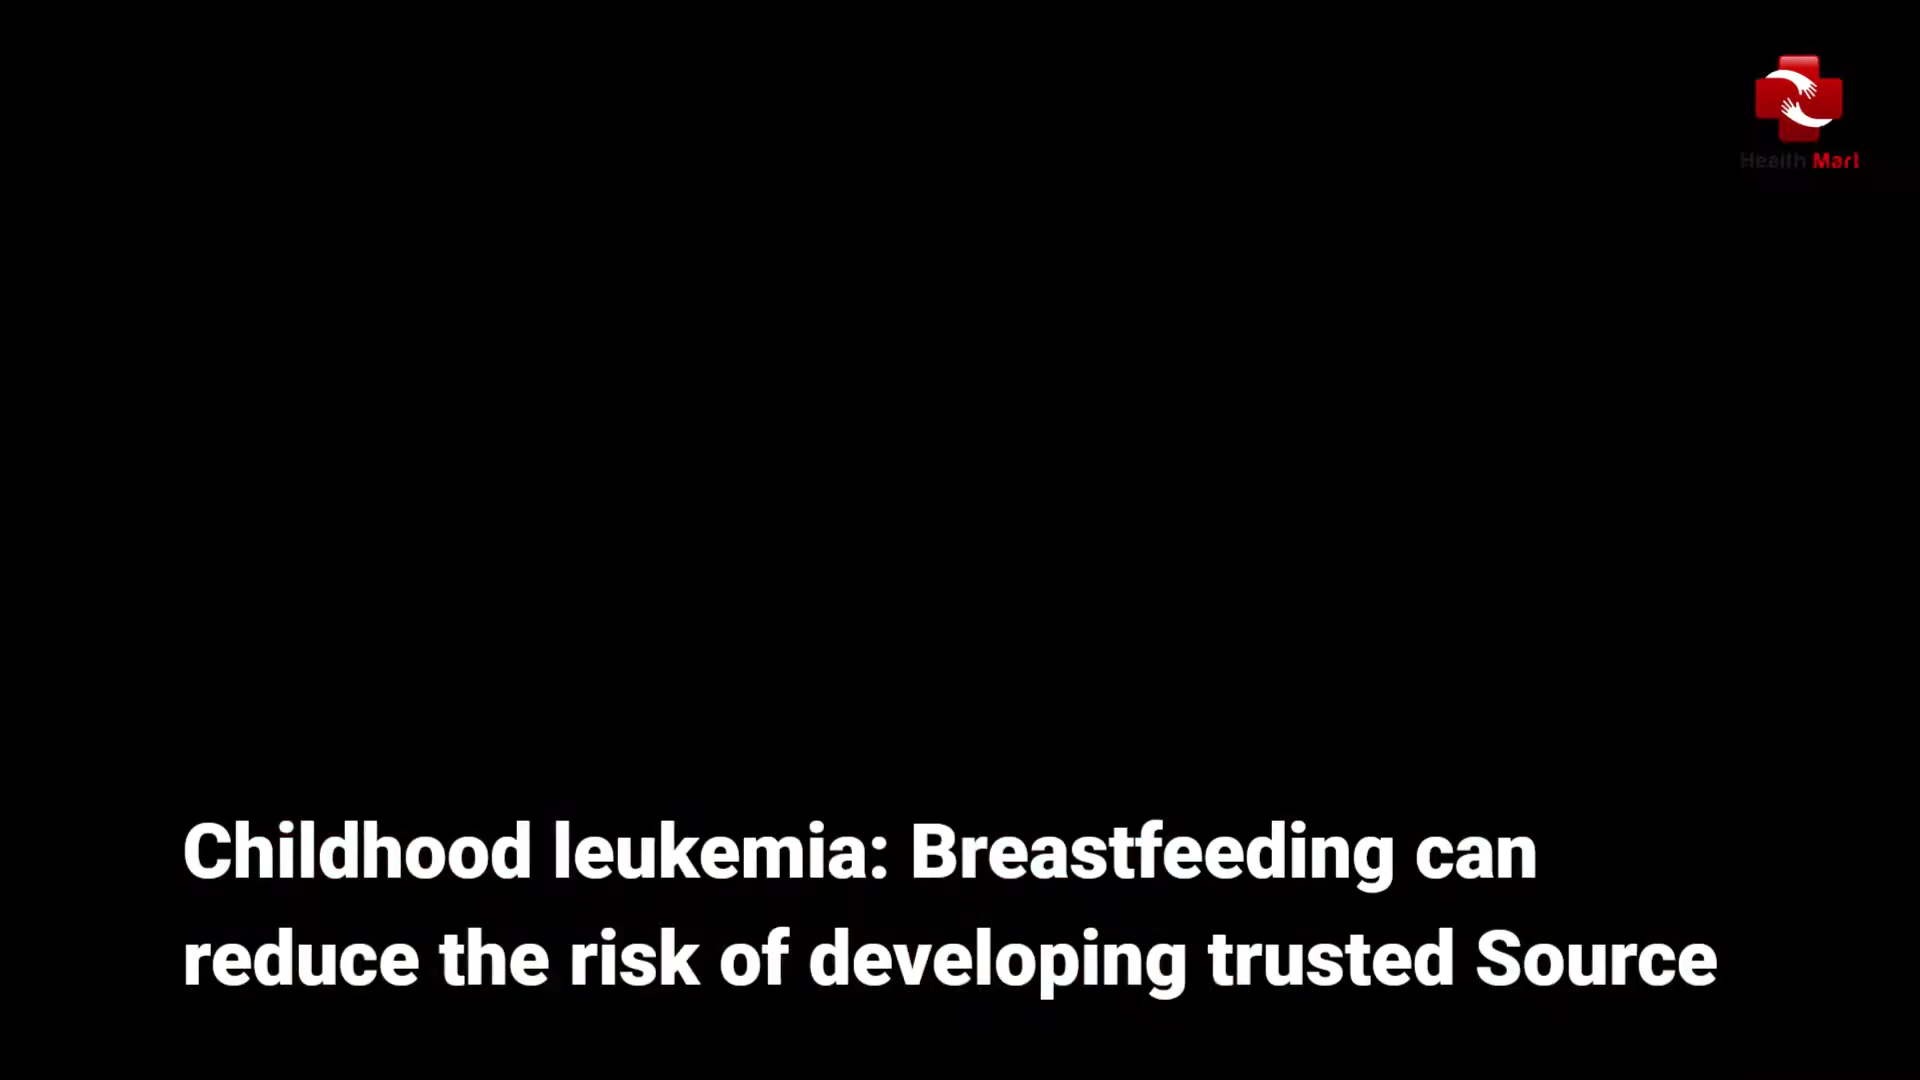 Health Mart
Childhood leukemia: Breastfeeding can
reduce the risk of developing trusted Source